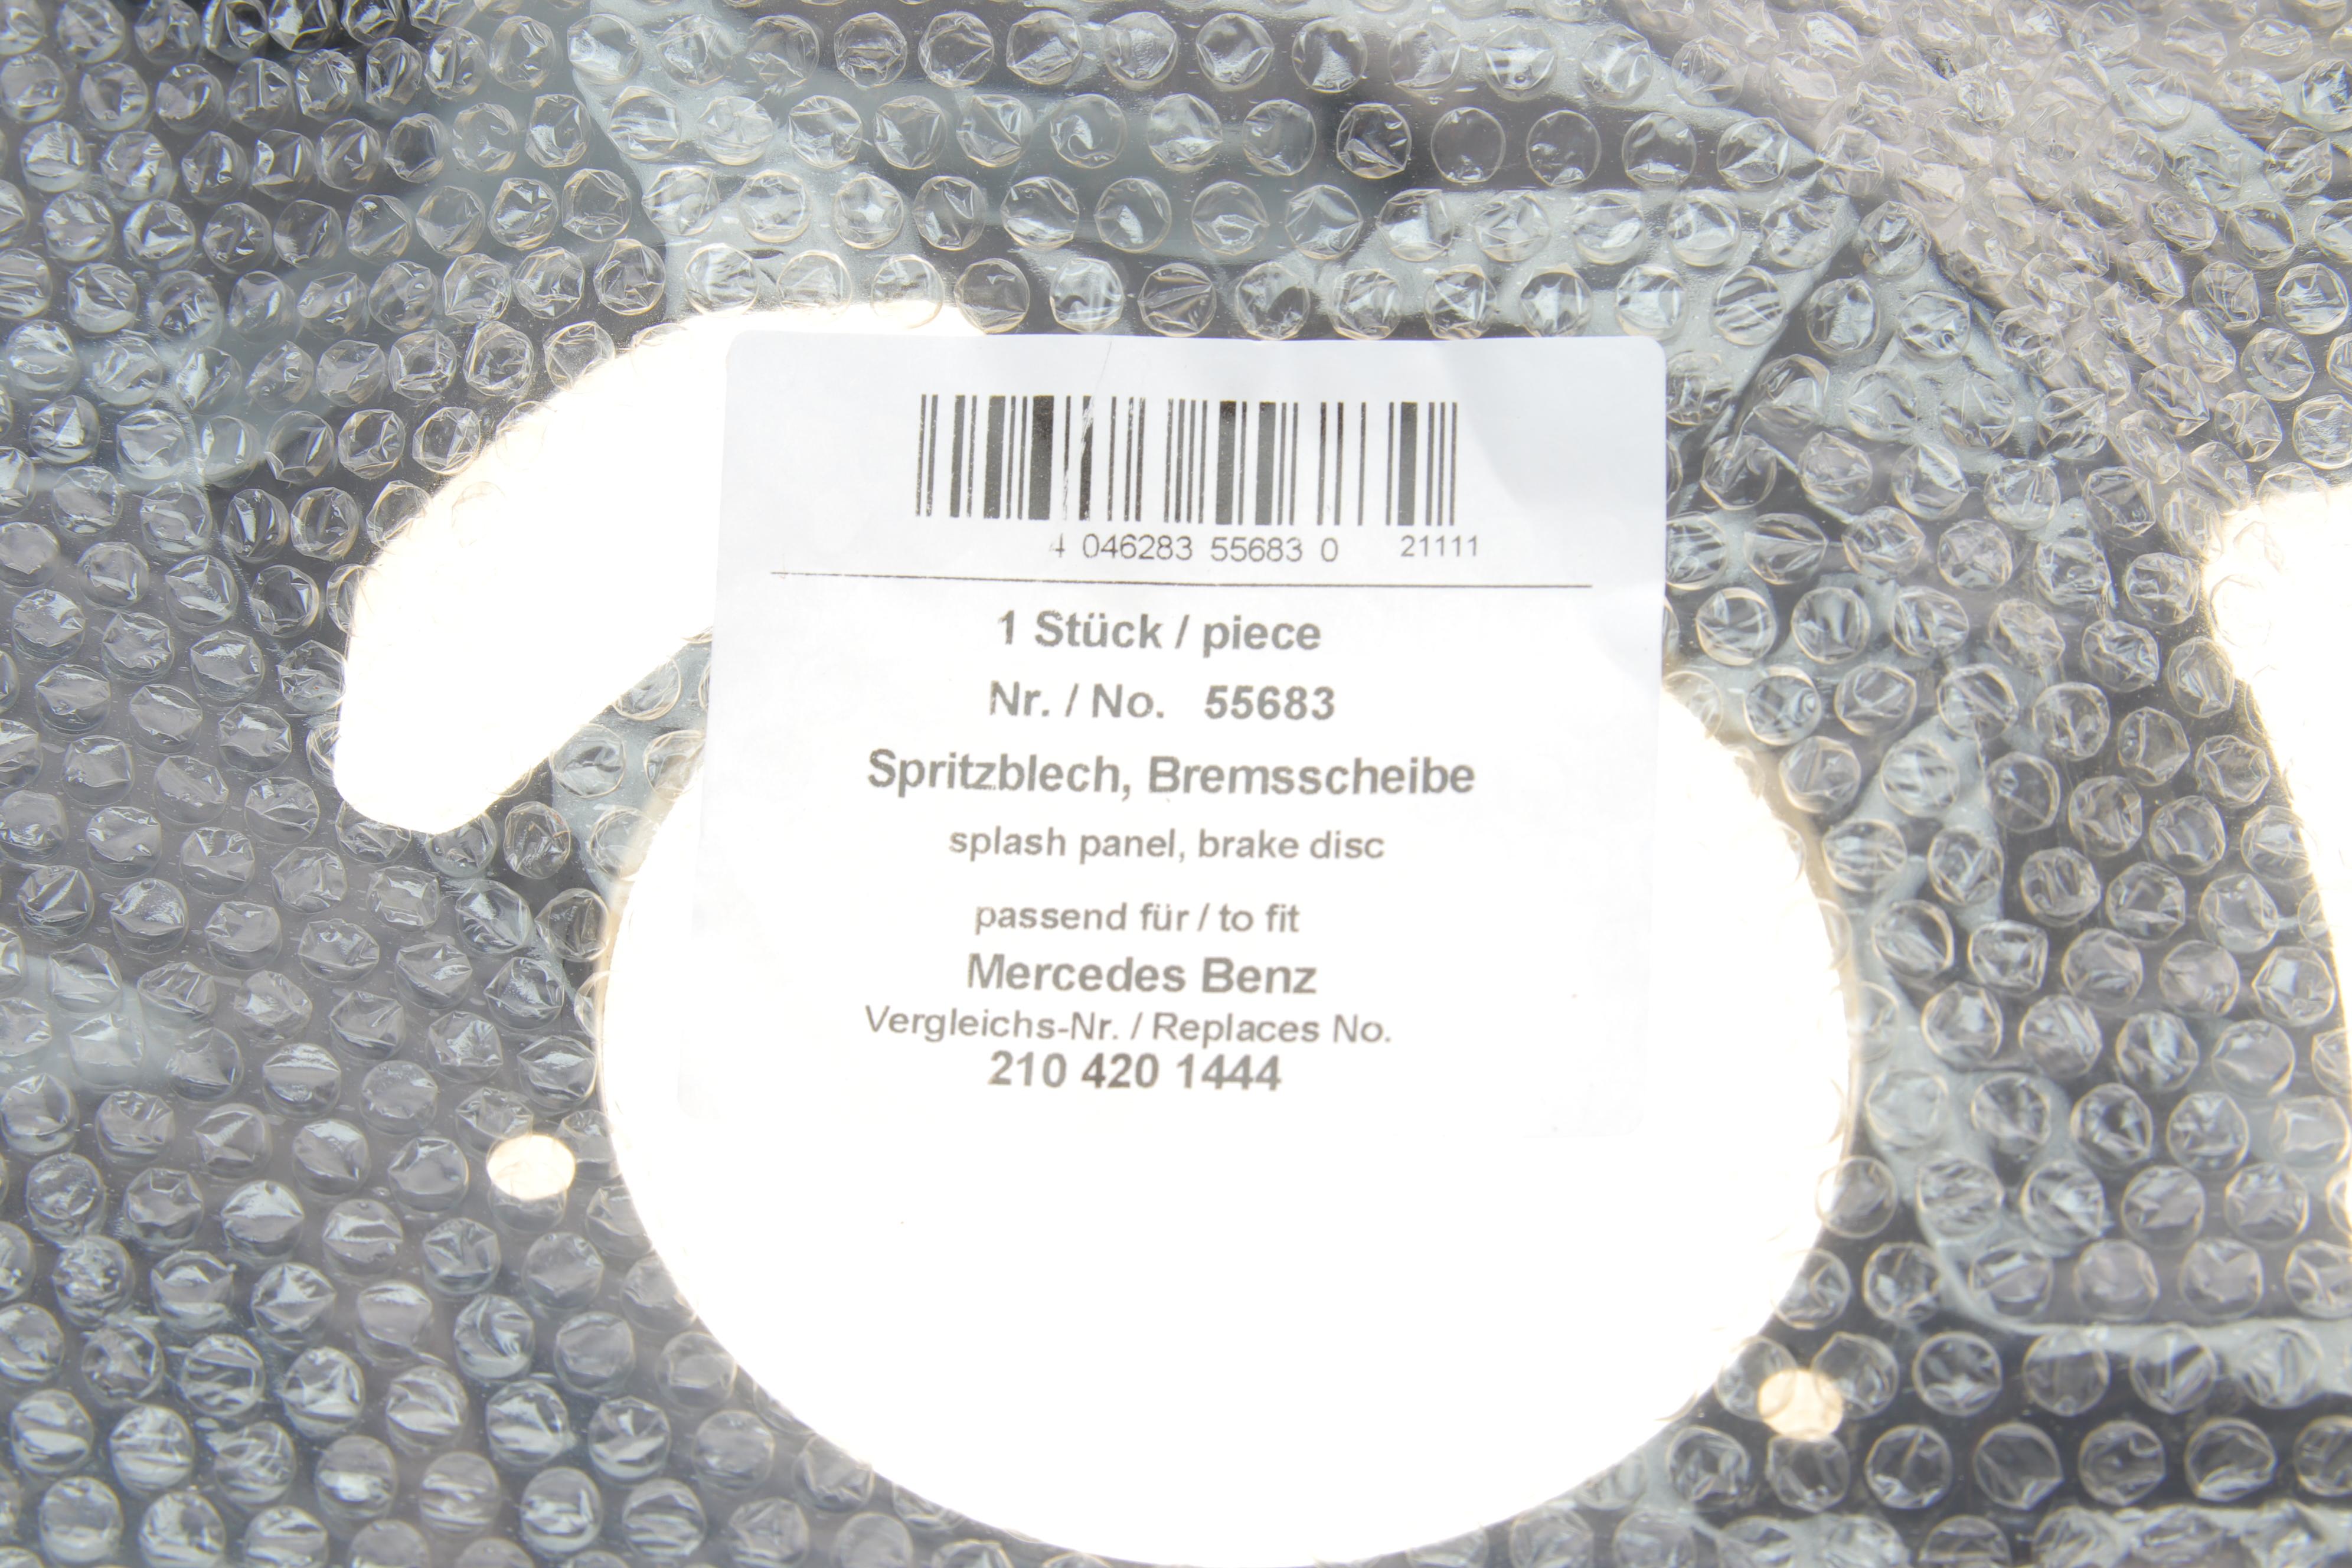 4 046283 55683 0 21111
1 Stück / piece
Nr. / No. 55683
Spritzblech, Bremsscheibe
splash panel, brake disc
passend für / to fit
Mercedes Benz
Vergleichs-Nr. / Replaces No.
210 420 1444